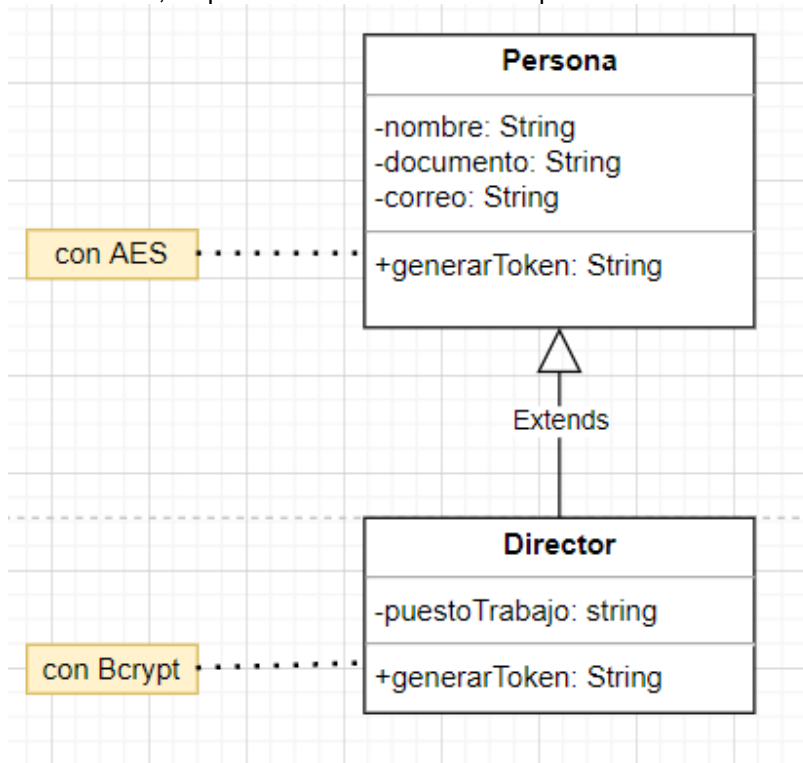 Persona
-nombre: String
-documento: String
-correo: String
con AES
+generarToken: String
Extends
Director
-puestoTrabajo: string
con Bcrypt
+generarToken: String